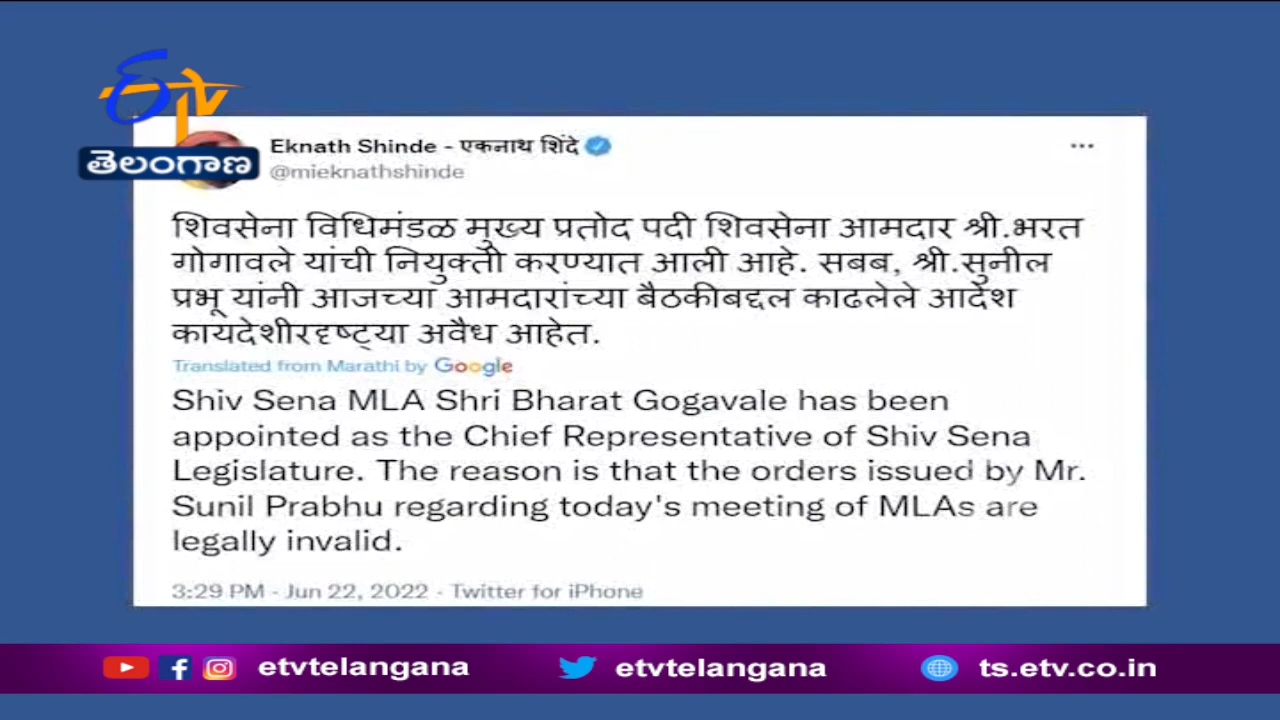 ETV
తెలంగాణ
Eknath Shinde - एकनाथ शिंदे
@mieknathshinde
शिवसेना विधिमंडळ मुख्य प्रतोद पदी शिवसेना आमदार श्री.भरत
गोगावले यांची नियुक्ती करण्यात आली आहे. सबब, श्री.सुनील
प्रभू यांनी आजच्या आमदारांच्या बैठकीबद्दल काढलेले आदेश
कायदेशीरदृष्ट्या अवैध आहेत.
Translated from Marathi by Google
Shiv Sena MLA Shri Bharat Gogavale has been
appointed as the Chief Representative of Shiv Sena
Legislature. The reason is that the orders issued by Mr.
Sunil Prabhu regarding today's meeting of MLAs are
legally invalid.
3:29 PM - Jun 22, 2022 - Twitter for iPhone
etvtelangana etvtelangana ts.etv.co.in